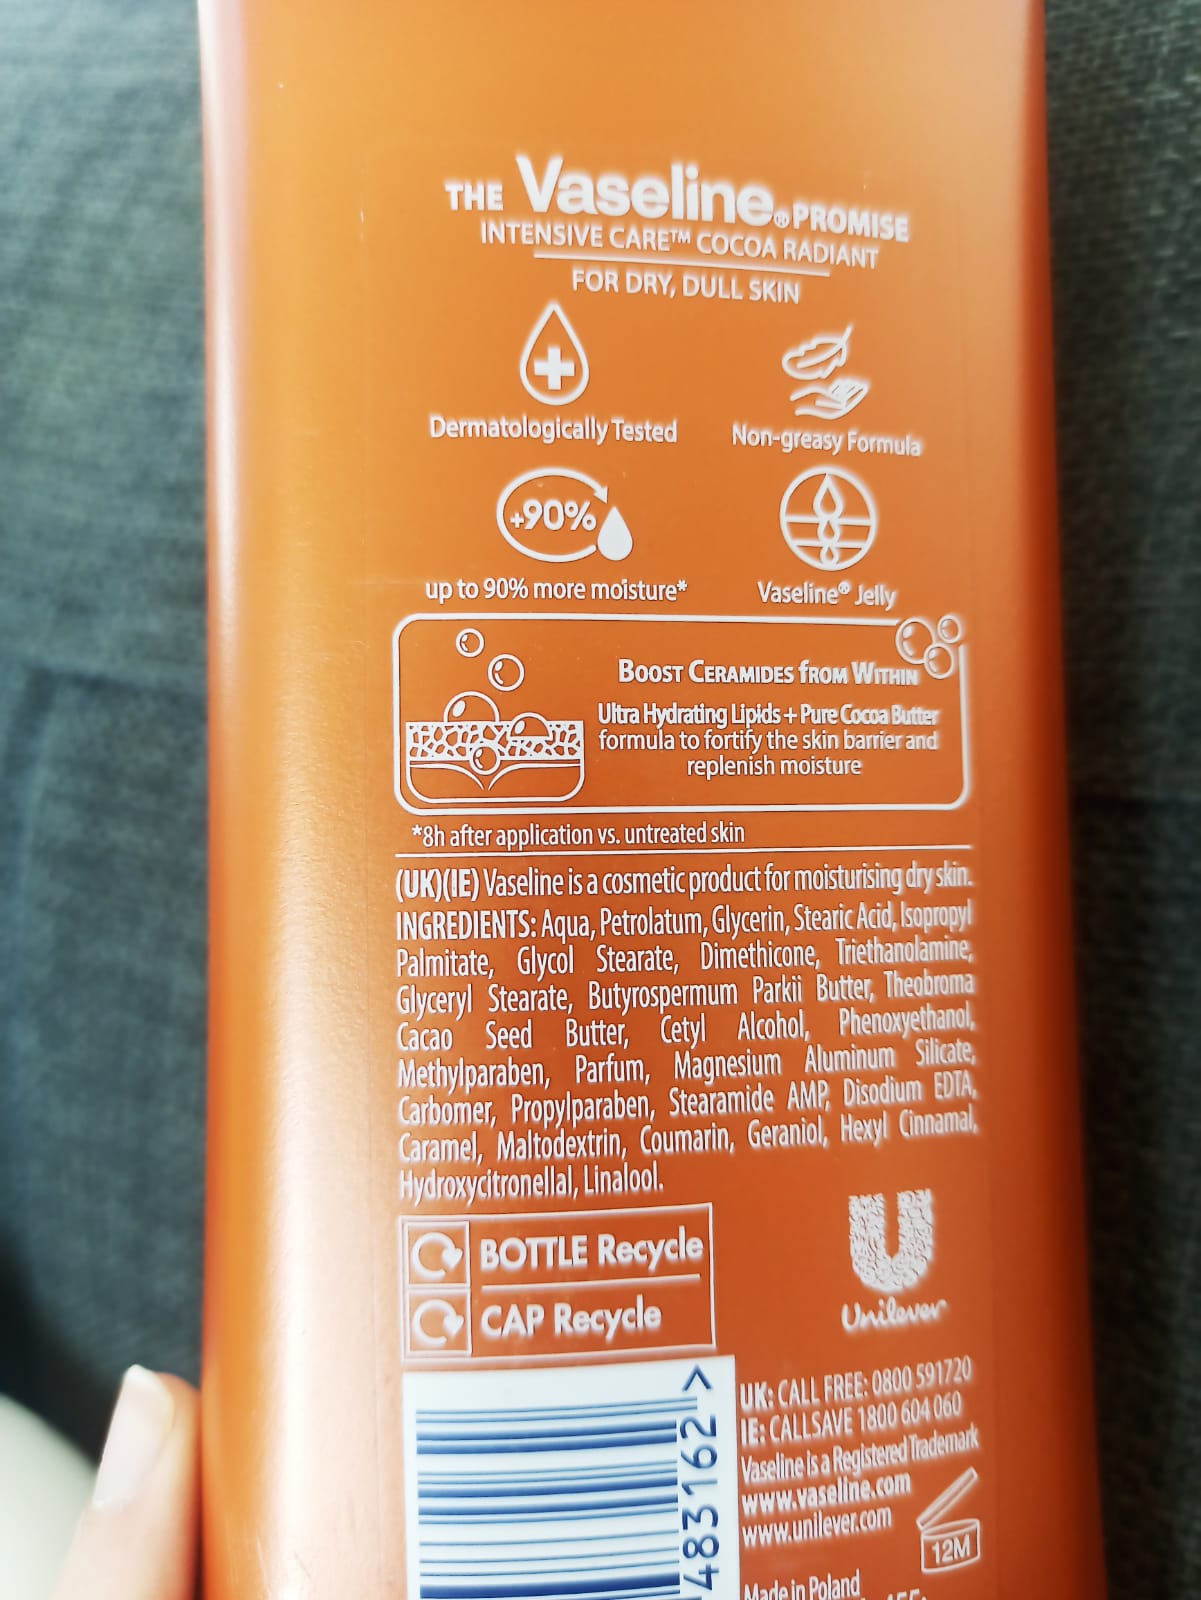 THE Vaseline® PROMISE
INTENSIVE CARE™ COCOA RADIANT
FOR DRY, DULL SKIN
Dermatologically Tested
Non-greasy Formula
+90%
up to 90% more moisture*
Vaseline® Jelly
BOOST CERAMIDES fROM WITHIN
Ultra Hydrating Lipids + Pure Cocoa Butter
formula to fortify the skin barrier and
replenish moisture
*8h after application vs. untreated skin
(UK)(IE) Vaseline is a cosmetic product for moisturising dry skin.
INGREDIENTS: Aqua, Petrolatum, Glycerin, Stearic Acid, Isopropyl
Palmitate, Glycol Stearate, Dimethicone, Triethanolamine,
Glyceryl Stearate, Butyrospermum Parkii Butter, Theobroma
Cacao Seed Butter, Cetyl Alcohol, Phenoxyethanol,
Methylparaben, Parfum, Magnesium Aluminum Silicate,
Carbomer, Propylparaben, Stearamide AMP, Disodium EDTA,
Caramel, Maltodextrin, Coumarin, Geraniol, Hexyl Cinnamal,
Hydroxycitronellal, Linalool.
BOTTLE Recycle
CAP Recycle
Unilever
483162 >
UK: CALL FREE: 0800 591720
IE: CALLSAVE 1800 604 060
Vaseline is a Registered Trademark
www.vaseline.com
www.unilever.com
12M
Made in Poland